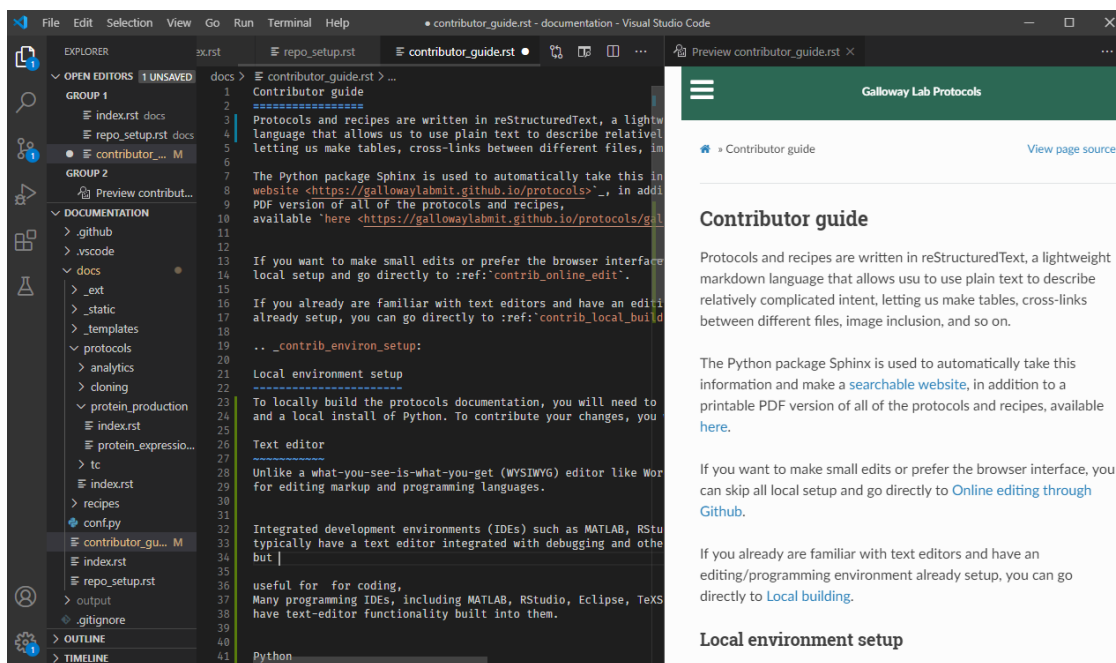 File Edit Selection View Go Run Terminal Help
● contributor_guide.rst - documentation - Visual Studio Code
EXPLORER
OPEN EDITORS 1 UNSAVED
GROUP 1
index.rst docs
repo_setup.rst docs
contributor_... M
GROUP 2
Preview contribut...
DOCUMENTATION
.github
.vscode
docs
_ext
_static
_templates
protocols
analytics
cloning
protein_production
index.rst
protein_expressio...
tc
index.rst
recipes
conf.py
contributor_gu... M
index.rst
repo_setup.rst
output
.gitignore
OUTLINE
TIMELINE
1
1
1
ex.rst repo_setup.rst contributor_guide.rst ●
docs > contributor_guide.rst > ...
1 Contributor guide
2 =================
3 Protocols and recipes are written in reStructuredText, a lightw
4 language that allows us to use plain text to describe relativel
5 letting us make tables, cross-links between different files, im
6
7 The Python package Sphinx is used to automatically take this in
8 website <https://gallowaylabmit.github.io/protocols>`_, in addi
9 PDF version of all of the protocols and recipes,
10 available `here <https://gallowaylabmit.github.io/protocols/gal
11
12
13 If you want to make small edits or prefer the browser interface
14 local setup and go directly to :ref:`contrib_online_edit`.
15
16 If you already are familiar with text editors and have an editi
17 already setup, you can go directly to :ref:`contrib_local_build
18
19 .. _contrib_environ_setup:
20
21 Local environment setup
22 -----------------------
23 To locally build the protocols documentation, you will need to
24 and a local install of Python. To contribute your changes, you
25
26 Text editor
27 ~~~~~~~~~~~
28 Unlike a what-you-see-is-what-you-get (WYSIWYG) editor like Wor
29 for editing markup and programming languages.
30
31
32 Integrated development environments (IDEs) such as MATLAB, RStu
33 typically have a text editor integrated with debugging and othe
34 but
35
36 useful for  for coding,
37 Many programming IDEs, including MATLAB, RStudio, Eclipse, TeXS
38 have text-editor functionality built into them.
39
40
41 Python
Preview contributor_guide.rst
Galloway Lab Protocols
» Contributor guide
View page source
Contributor guide
Protocols and recipes are written in reStructuredText, a lightweight
markdown language that allows usu to use plain text to describe
relatively complicated intent, letting us make tables, cross-links
between different files, image inclusion, and so on.
The Python package Sphinx is used to automatically take this
information and make a searchable website, in addition to a
printable PDF version of all of the protocols and recipes, available
here.
If you want to make small edits or prefer the browser interface, you
can skip all local setup and go directly to Online editing through
Github.
If you already are familiar with text editors and have an
editing/programming environment already setup, you can go
directly to Local building.
Local environment setup